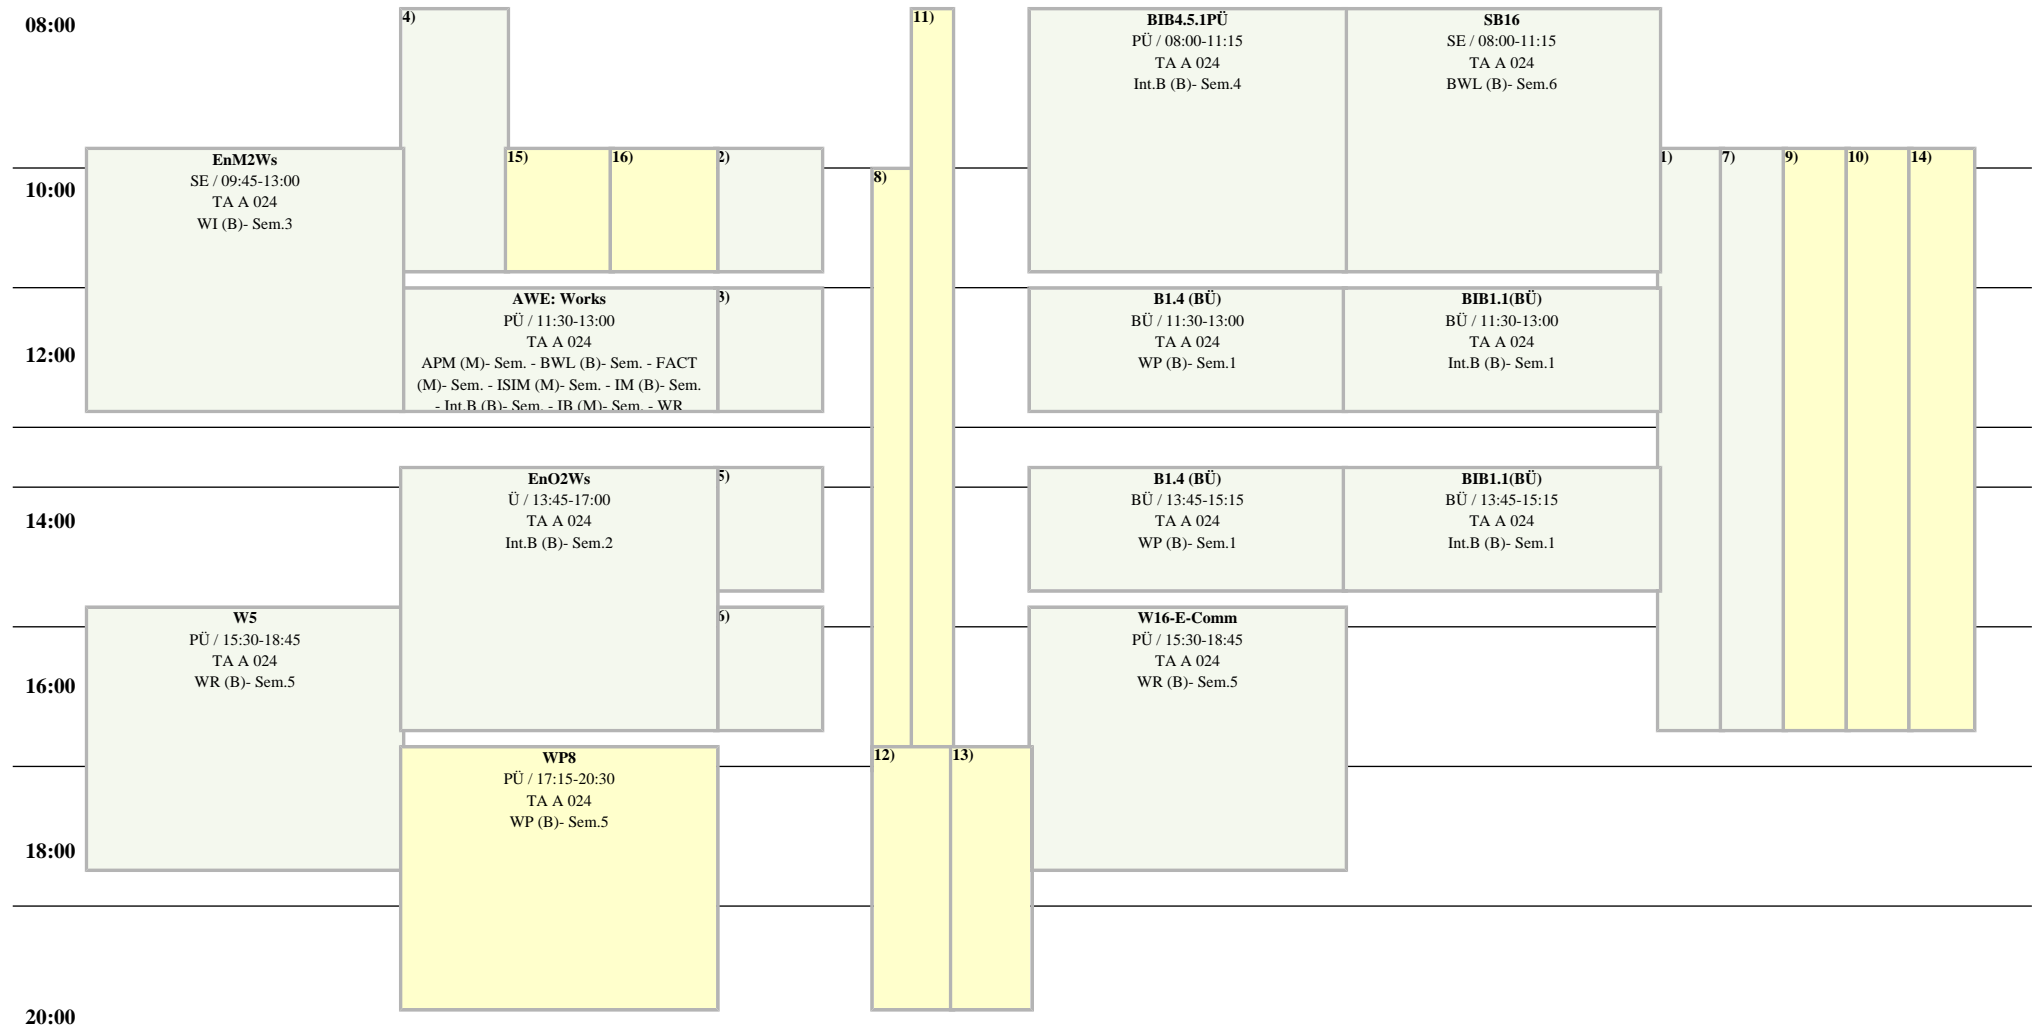 08:00
10:00
12:00
14:00
16:00
18:00
20:00
EnM2Ws
SE / 09:45-13:00
TA A 024
WI (B)- Sem.3
W5
PÜ / 15:30-18:45
TA A 024
WR (B)- Sem.5
4)
15)
16)
2)
AWE: Works
PÜ / 11:30-13:00
TA A 024
APM (M)- Sem. - BWL (B)- Sem. - FACT
(M)- Sem. - ISIM (M)- Sem. - IM (B)- Sem.
- Int.B (B)- Sem. - IB (M)- Sem. - WR
3)
EnO2Ws
Ü / 13:45-17:00
TA A 024
Int.B (B)- Sem.2
5)
6)
WP8
PÜ / 17:15-20:30
TA A 024
WP (B)- Sem.5
8)
11)
12)
13)
BIB4.5.1PÜ
PÜ / 08:00-11:15
TA A 024
Int.B (B)- Sem.4
SB16
SE / 08:00-11:15
TA A 024
BWL (B)- Sem.6
B1.4 (BÜ)
BÜ / 11:30-13:00
TA A 024
WP (B)- Sem.1
BIB1.1(BÜ)
BÜ / 11:30-13:00
TA A 024
Int.B (B)- Sem.1
B1.4 (BÜ)
BÜ / 13:45-15:15
TA A 024
WP (B)- Sem.1
BIB1.1(BÜ)
BÜ / 13:45-15:15
TA A 024
Int.B (B)- Sem.1
W16-E-Comm
PÜ / 15:30-18:45
TA A 024
WR (B)- Sem.5
1)
7)
9)
10)
14)